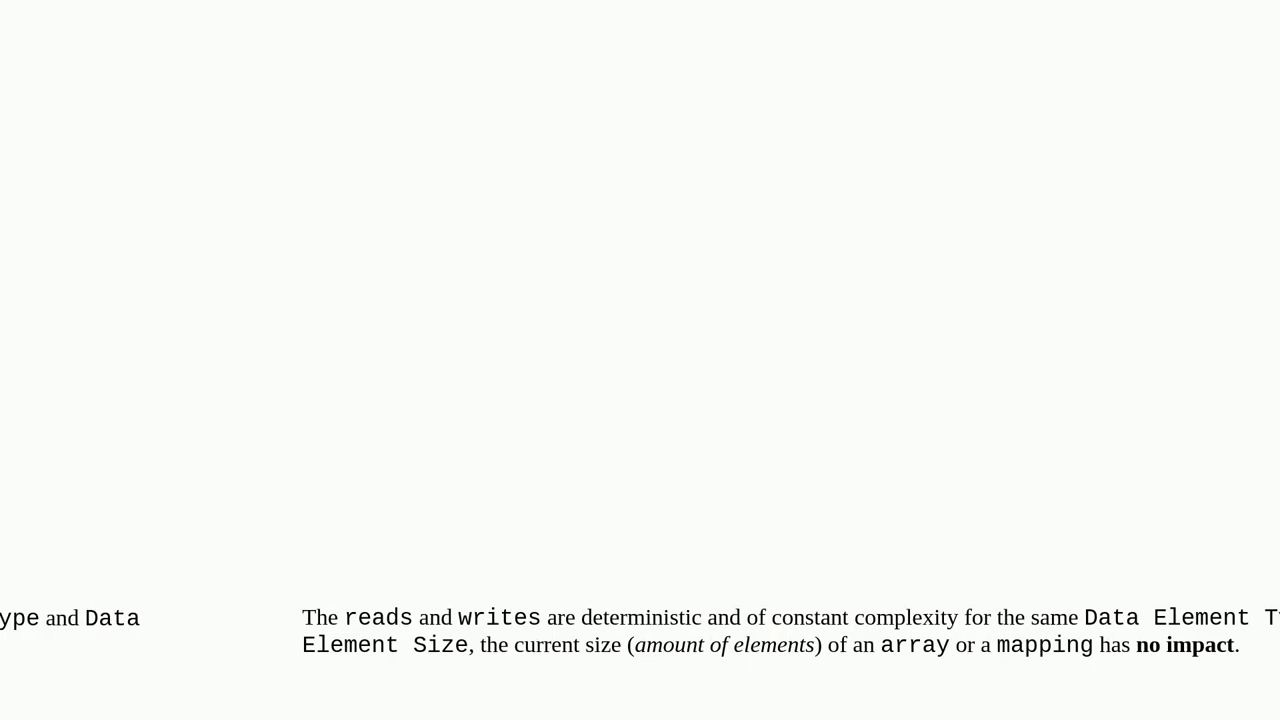 The reads and writes are deterministic and of constant complexity for the same Data Element Type and Data
Element Size, the current size (amount of elements) of an array or a mapping has no impact.